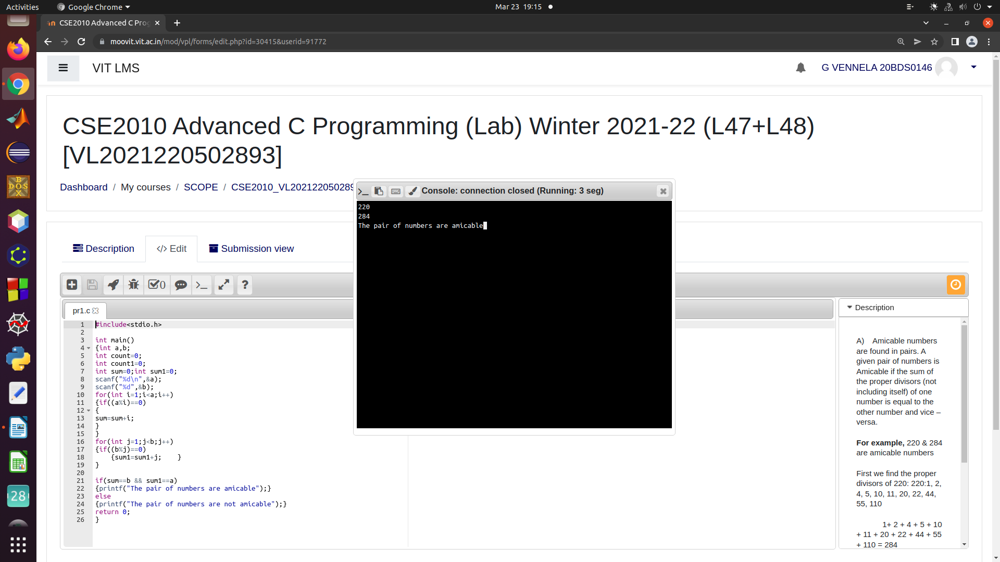 Activities
Google Chrome
Mar 23 19:15
CSE2010 Advanced C Prog
moovit.vit.ac.in/mod/vpl/forms/edit.php?id=30415&userid=91772
VIT LMS
G VENNELA 20BDS0146
CSE2010 Advanced C Programming (Lab) Winter 2021-22 (L47+L48)
[VL2021220502893]
Dashboard / My courses / SCOPE / CSE2010_VL20212205028
Console: connection closed (Running: 3 seg)
220
284
The pair of numbers are amicable
Description
</> Edit
Submission view
0
?
pr1.c
1 #include<stdio.h>
2
3 int main()
4 {int a,b;
5 int count=0;
6 int count1=0;
7 int sum=0;int sum1=0;
8 scanf("%d\n",&a);
9 scanf("%d",&b);
10 for(int i=1;i<a;i++)
11 {if((a%i)==0)
12 {
13 sum=sum+i;
14 }
15 }
16 for(int j=1;j<b;j++)
17 {if((b%j)==0)
18     {sum1=sum1+j;    }
19 }
20
21 if(sum==b && sum1==a)
22 {printf("The pair of numbers are amicable");}
23 else
24 {printf("The pair of numbers are not amicable");}
25 return 0;
26 }
Description
A) Amicable numbers
are found in pairs. A
given pair of numbers is
Amicable if the sum of
the proper divisors (not
including itself) of one
number is equal to the
other number and vice –
versa.
For example, 220 & 284
are amicable numbers
First we find the proper
divisors of 220: 220:1, 2,
4, 5, 10, 11, 20, 22, 44,
55, 110
1+ 2 + 4 + 5 + 10
+ 11 + 20 + 22 + 44 + 55
+ 110 = 284
BOX
DOS
28